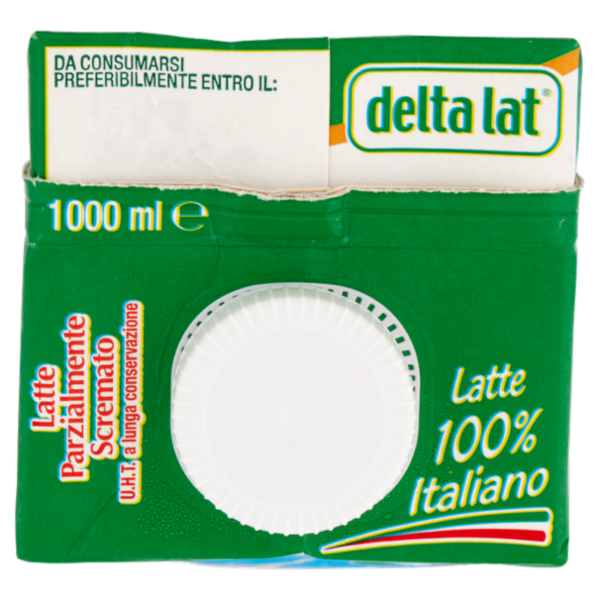 DA CONSUMARSI
PREFERIBILMENTE ENTRO IL:
delta lat®
1000 ml ℮
Latte
Parzialmente
Scremato
U.H.T. a lunga conservazione
Latte
100%
Italiano